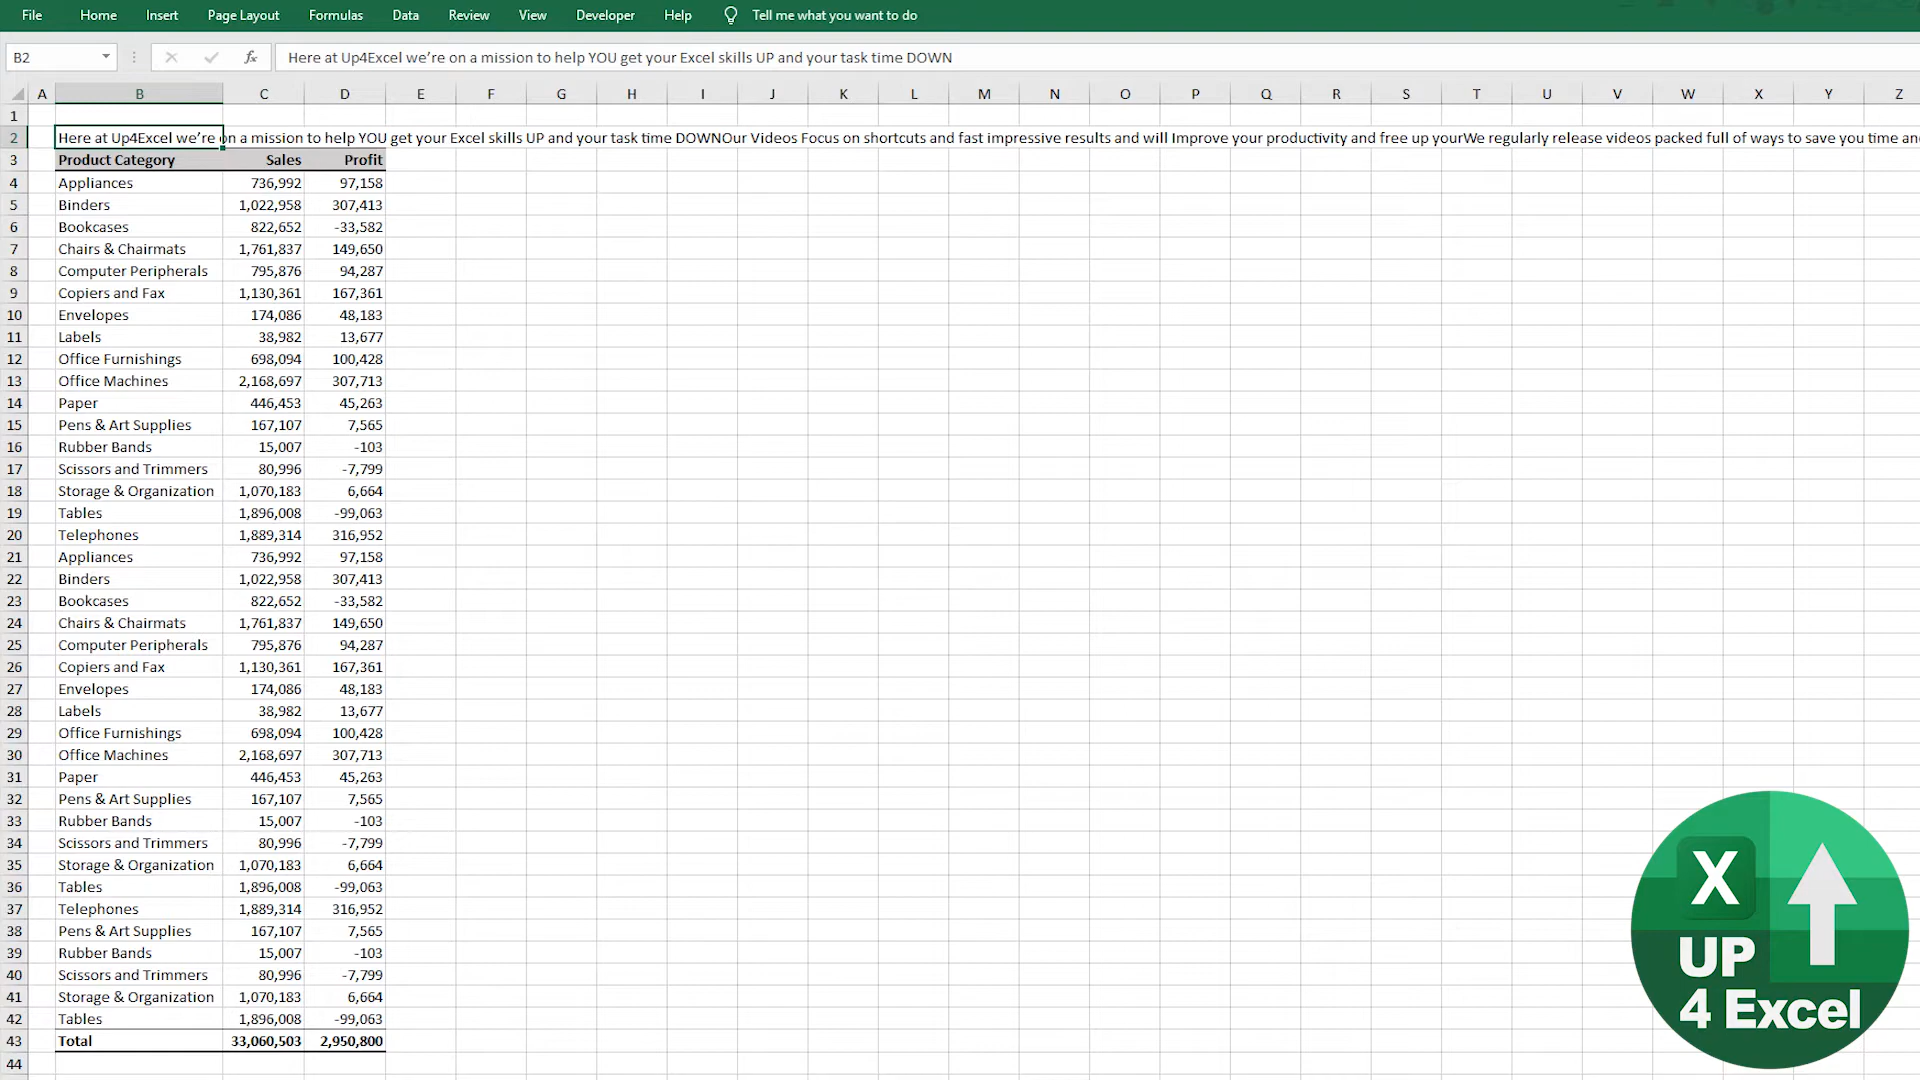 File Home Insert Page Layout Formulas Data Review View Developer Help Tell me what you want to do
B2 fx Here at Up4Excel we’re on a mission to help YOU get your Excel skills UP and your task time DOWN
A B C D E F G H I J K L M N O P Q R S T U V W X Y Z
1
2 Here at Up4Excel we’re on a mission to help YOU get your Excel skills UP and your task time DOWNOur Videos Focus on shortcuts and fast impressive results and will Improve your productivity and free up yourWe regularly release videos packed full of ways to save you time an
3 Product Category Sales Profit
4 Appliances 736,992 97,158
5 Binders 1,022,958 307,413
6 Bookcases 822,652 -33,582
7 Chairs & Chairmats 1,761,837 149,650
8 Computer Peripherals 795,876 94,287
9 Copiers and Fax 1,130,361 167,361
10 Envelopes 174,086 48,183
11 Labels 38,982 13,677
12 Office Furnishings 698,094 100,428
13 Office Machines 2,168,697 307,713
14 Paper 446,453 45,263
15 Pens & Art Supplies 167,107 7,565
16 Rubber Bands 15,007 -103
17 Scissors and Trimmers 80,996 -7,799
18 Storage & Organization 1,070,183 6,664
19 Tables 1,896,008 -99,063
20 Telephones 1,889,314 316,952
21 Appliances 736,992 97,158
22 Binders 1,022,958 307,413
23 Bookcases 822,652 -33,582
24 Chairs & Chairmats 1,761,837 149,650
25 Computer Peripherals 795,876 94,287
26 Copiers and Fax 1,130,361 167,361
27 Envelopes 174,086 48,183
28 Labels 38,982 13,677
29 Office Furnishings 698,094 100,428
30 Office Machines 2,168,697 307,713
31 Paper 446,453 45,263
32 Pens & Art Supplies 167,107 7,565
33 Rubber Bands 15,007 -103
34 Scissors and Trimmers 80,996 -7,799
35 Storage & Organization 1,070,183 6,664
36 Tables 1,896,008 -99,063
37 Telephones 1,889,314 316,952
38 Pens & Art Supplies 167,107 7,565
39 Rubber Bands 15,007 -103
40 Scissors and Trimmers 80,996 -7,799
41 Storage & Organization 1,070,183 6,664
42 Tables 1,896,008 -99,063
43 Total 33,060,503 2,950,800
44
X
UP
4 Excel